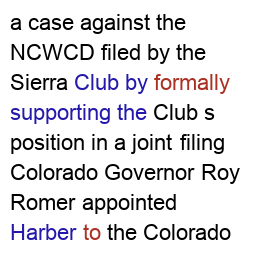 a case against the
NCWCD filed by the
Sierra Club by formally
supporting the Club s
position in a joint filing
Colorado Governor Roy
Romer appointed
Harber to the Colorado